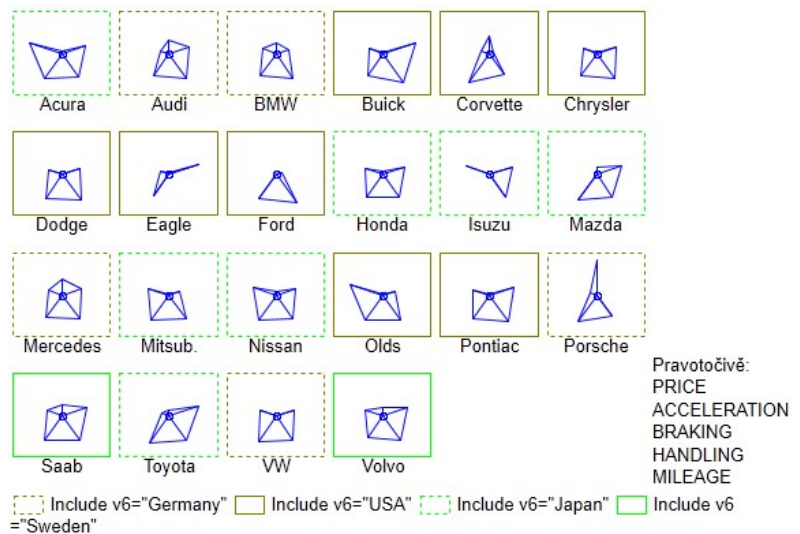 Acura Audi BMW Buick Corvette Chrysler
Dodge Eagle Ford Honda Isuzu Mazda
Mercedes Mitsub. Nissan Olds Pontiac Porsche
Saab Toyota VW Volvo
Pravotočivě:
PRICE
ACCELERATION
BRAKING
HANDLING
MILEAGE
Include v6="Germany" Include v6="USA" Include v6="Japan" Include v6
="Sweden"